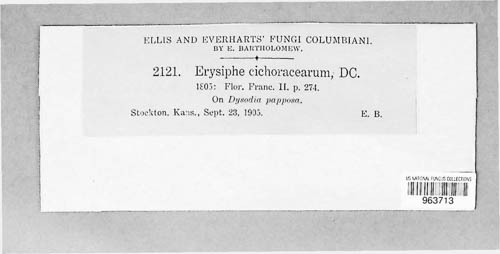 ELLIS AND EVERHARTS' FUNGI COLUMBIANI.
BY E. BARTHOLOMEW.
2121. Erysiphe cichoracearum, DC.
1805: Flor. Franc. II. p. 274.
On Dysodia papposa.
Stockton, Kans., Sept. 23, 1905. E. B.
US NATIONAL FUNGUS COLLECTIONS
963713